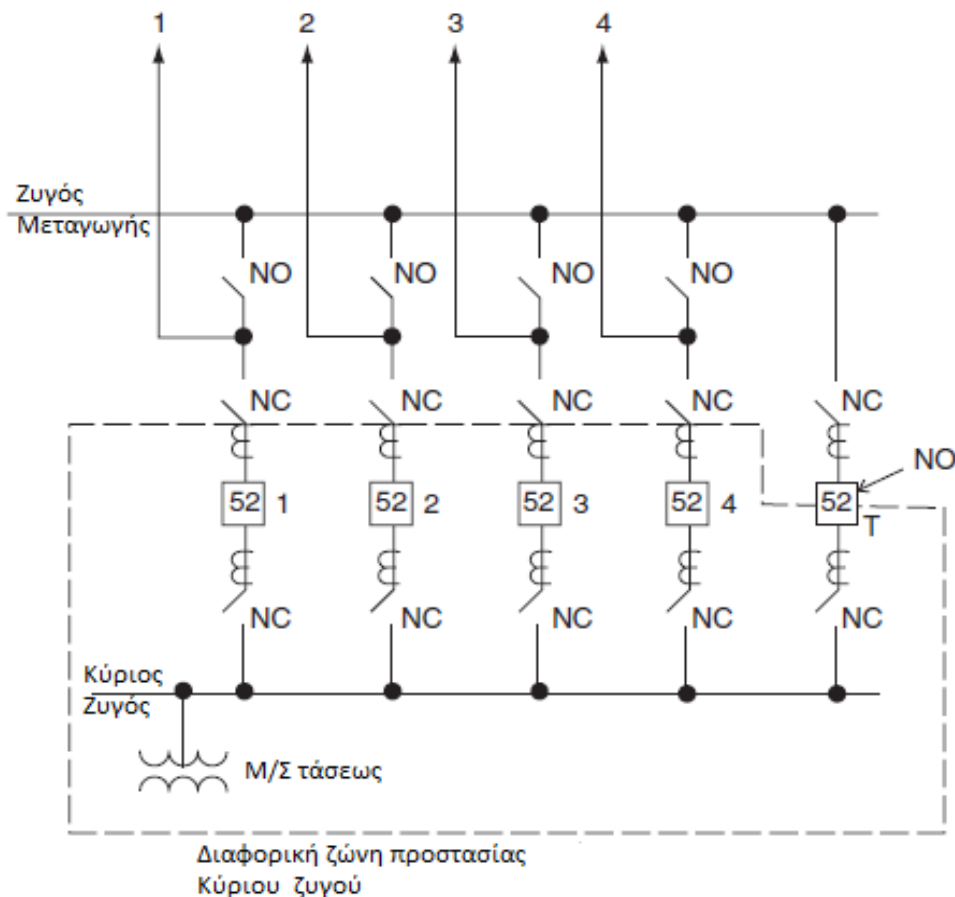 1 2 3 4
Ζυγός
Μεταγωγής
NO NO NO NO
NC NC NC NC NC
NO
52 1 52 2 52 3 52 4 52
T
NC NC NC NC NC
Κύριος
Ζυγός
Μ/Σ τάσεως
Διαφορική ζώνη προστασίας
Κύριου ζυγού